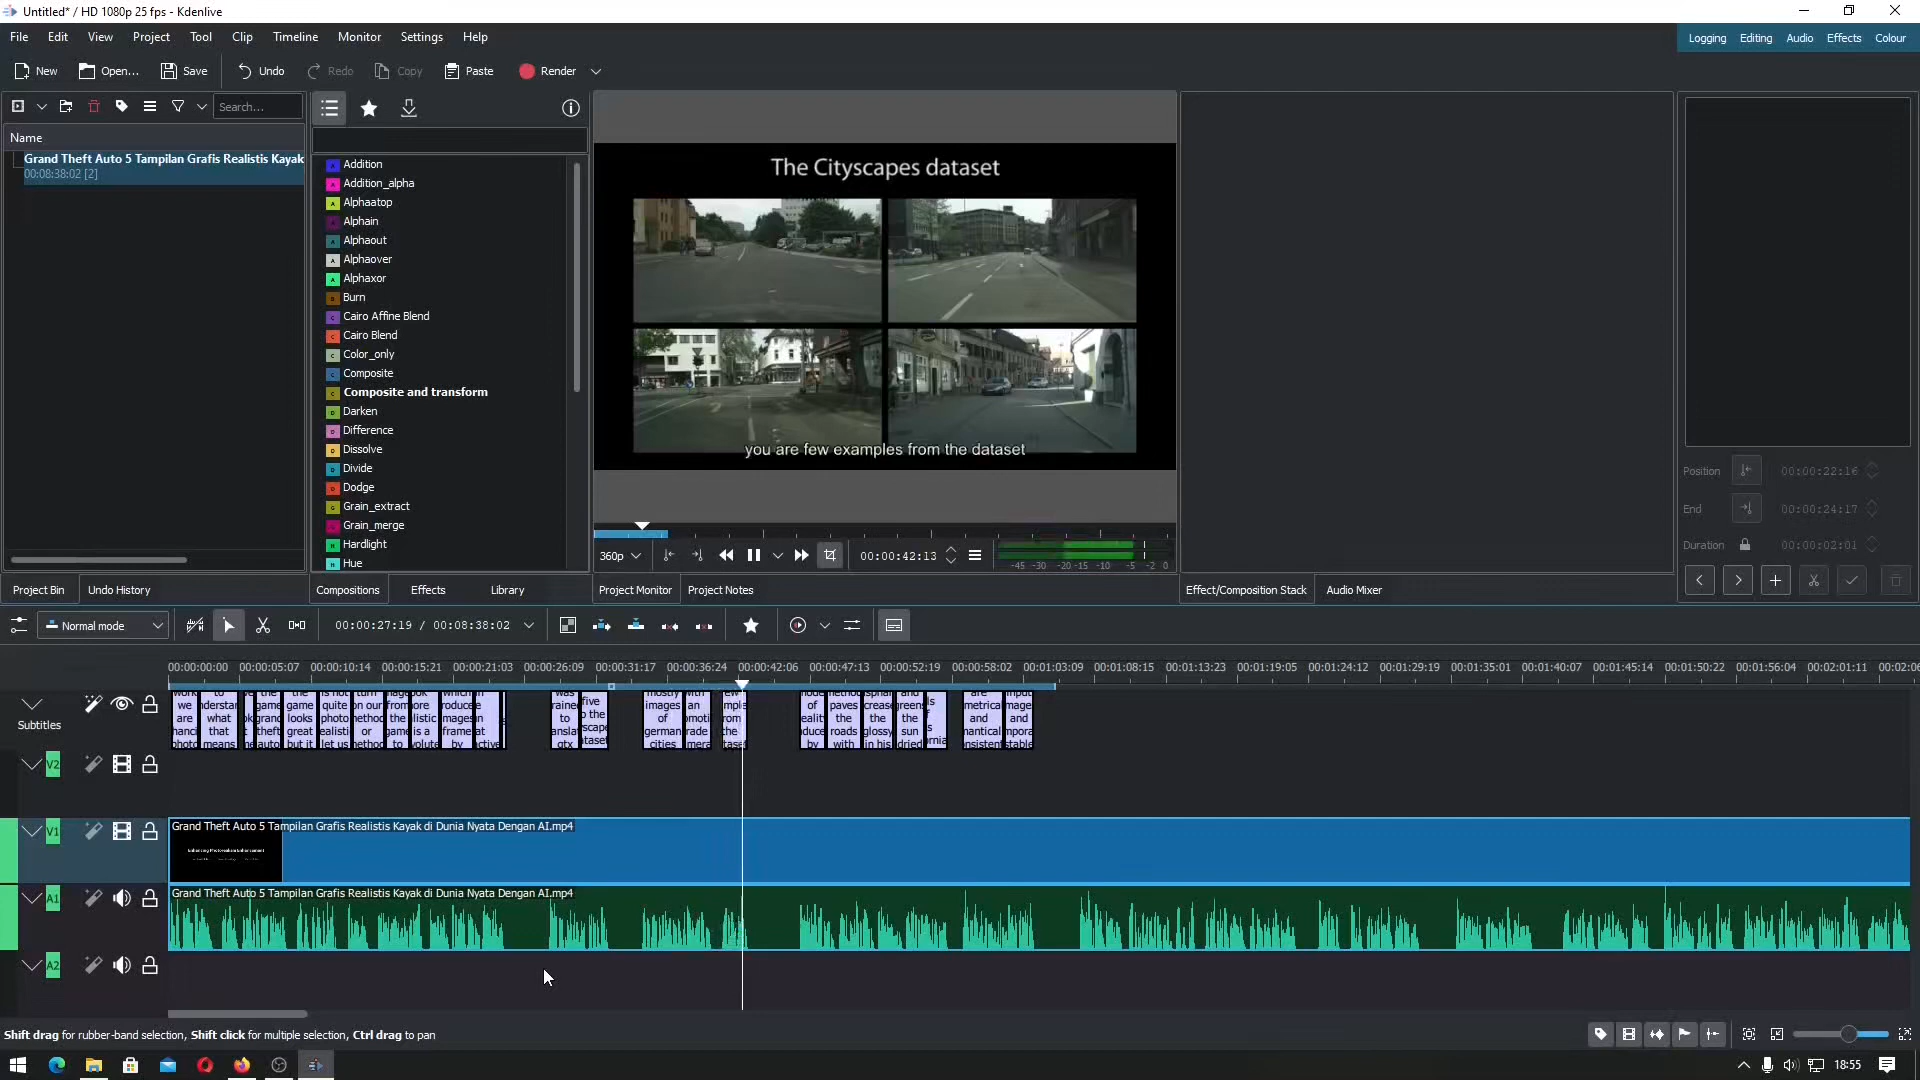 Untitled* / HD 1080p 25 fps - Kdenlive
File Edit View Project Tool Clip Timeline Monitor Settings Help
Logging Editing Audio Effects Colour
New Open... Save Undo Redo Copy Paste Render
Search...
Name
Grand Theft Auto 5 Tampilan Grafis Realistis Kayak
00:08:38:02 [2]
Addition
Addition_alpha
Alphaatop
Alphain
Alphaout
Alphaover
Alphaxor
Burn
Cairo Affine Blend
Cairo Blend
Color_only
Composite
Composite and transform
Darken
Difference
Dissolve
Divide
Dodge
Grain_extract
Grain_merge
Hardlight
Hue
The Cityscapes dataset
you are few examples from the dataset
360p 00:00:42:13
-45 -30 -20 -15 -10 -5 -2 0
Position 00:00:22:16
End 00:00:24:17
Duration 00:00:02:01
Project Bin Undo History
Compositions Effects Library
Project Monitor Project Notes
Effect/Composition Stack Audio Mixer
Normal mode 00:00:27:19 / 00:08:38:02
00:00:00:00 00:00:05:07 00:00:10:14 00:00:15:21 00:00:21:03 00:00:26:09 00:00:31:17 00:00:36:24 00:00:42:06 00:00:47:13 00:00:52:19 00:00:58:02 00:01:03:09 00:01:08:15 00:01:13:23 00:01:19:05 00:01:24:12 00:01:29:19 00:01:35:01 00:01:40:07 00:01:45:14 00:01:50:22 00:01:56:04 00:02:01:11
Subtitles
V2
V1
Grand Theft Auto 5 Tampilan Grafis Realistis Kayak di Dunia Nyata Dengan AI.mp4
Enhancing Photorealism Enhancement
A1
Grand Theft Auto 5 Tampilan Grafis Realistis Kayak di Dunia Nyata Dengan AI.mp4
A2
Shift drag for rubber-band selection, Shift click for multiple selection, Ctrl drag to pan
18:55